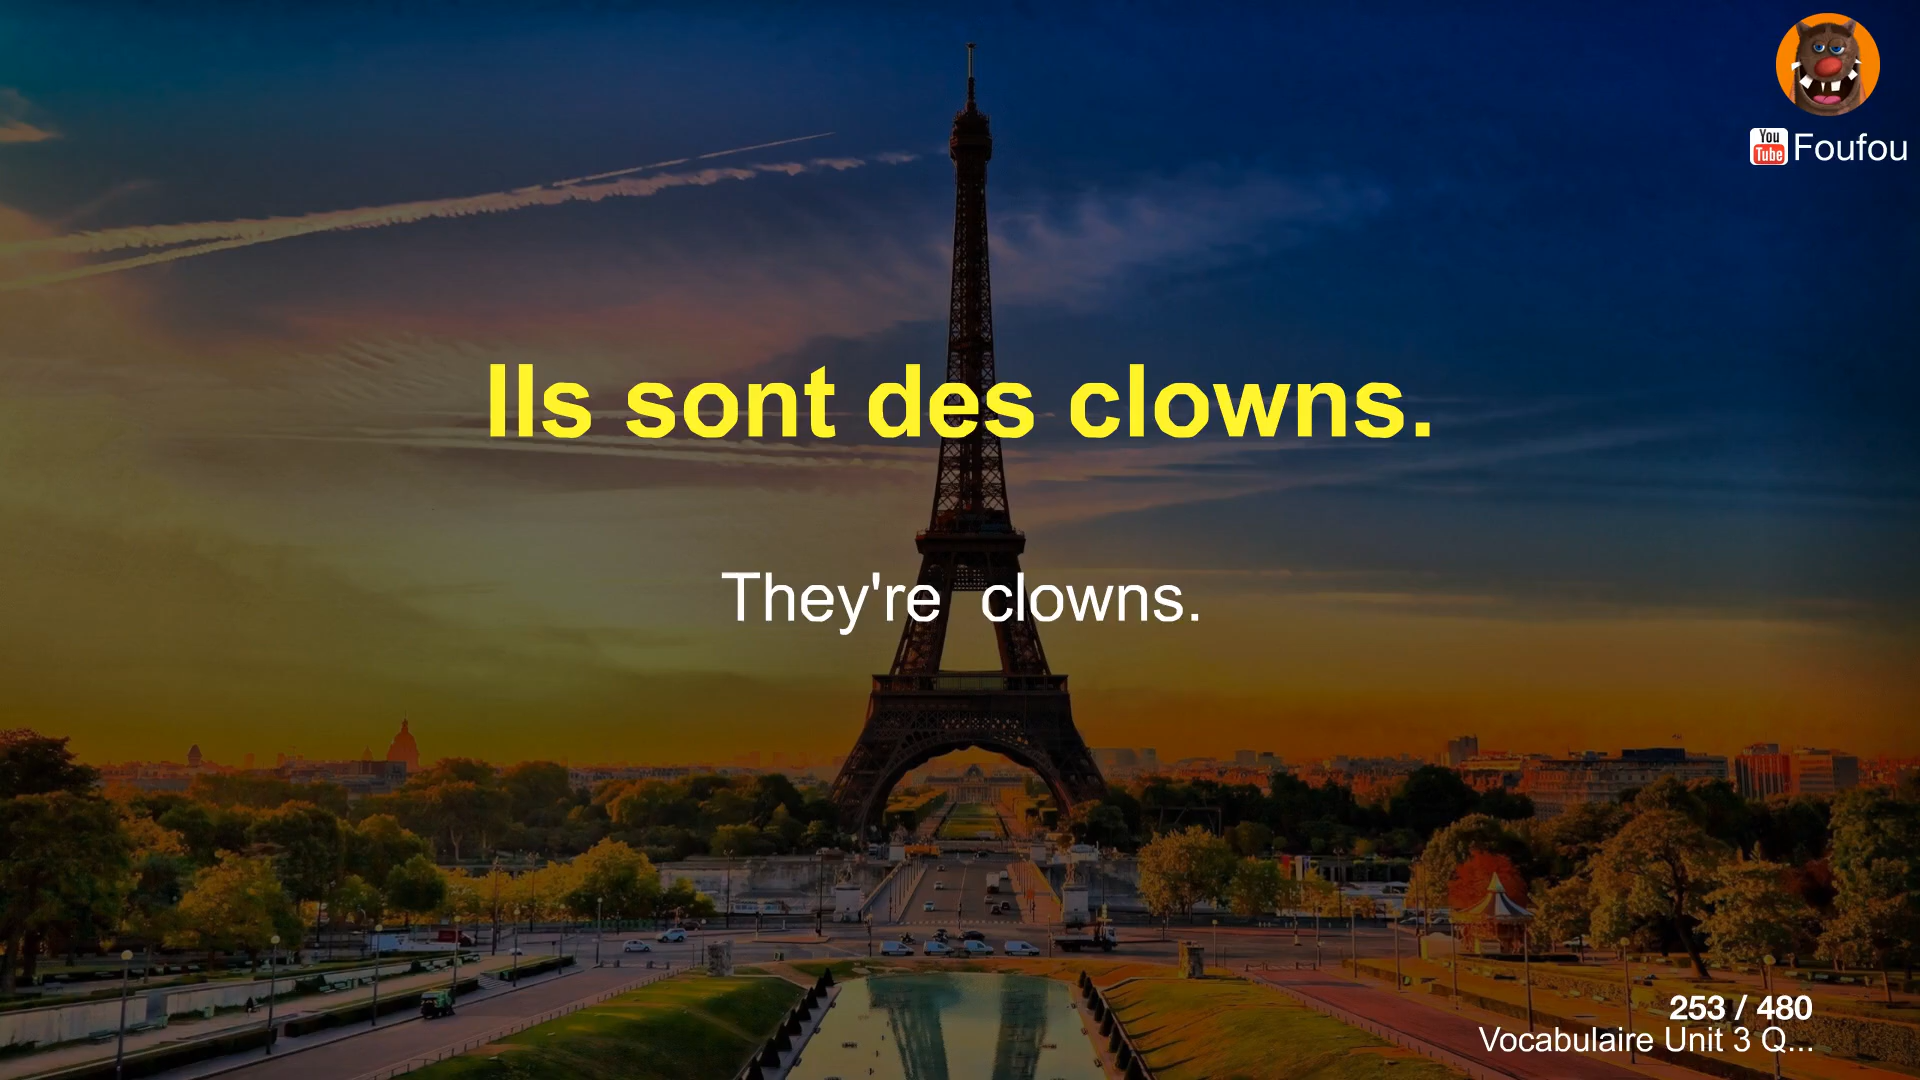 You
Tube
Foufou
Ils sont des clowns.
They're  clowns.
253 / 480
Vocabulaire Unit 3 Q...